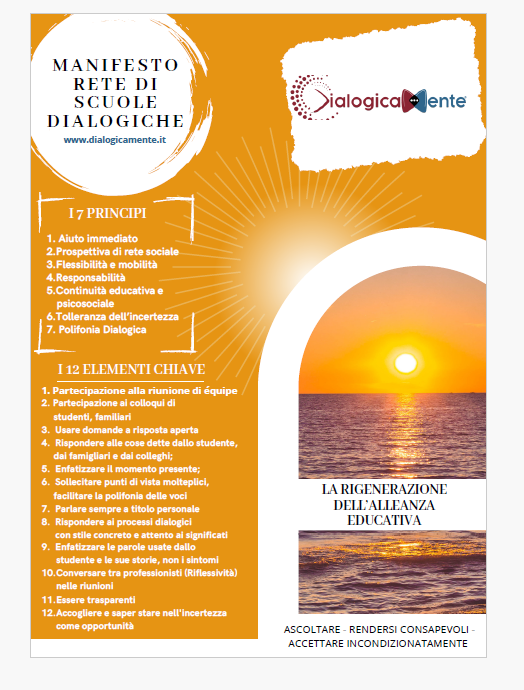 MANIFESTO
RETE DI
SCUOLE
DIALOGICHE
www.dialogicamente.it
DialogicaMente
I 7 PRINCIPI
1. Aiuto immediato
2.Prospettiva di rete sociale
3.Flessibilità e mobilità
4.Responsabilità
5.Continuità educativa e
psicosociale
6.Tolleranza dell'incertezza
7. Polifonia Dialogica
I 12 ELEMENTI CHIAVE
1. Partecipazione alla riunione di équipe
2. Partecipazione ai colloqui di
studenti, familiari
3. Usare domande a risposta aperta
4. Rispondere alle cose dette dallo studente,
dai famigliari e dai colleghi;
5. Enfatizzare il momento presente;
6. Sollecitare punti di vista molteplici,
facilitare la polifonia delle voci
7. Parlare sempre a titolo personale
8. Rispondere ai processi dialogici
con stile concreto e attento ai significati
9. Enfatizzare le parole usate dallo
studente e le sue storie, non i sintomi
10.Conversare tra professionisti (Riflessività)
nelle riunioni
11.Essere trasparenti
12.Accogliere e saper stare nell'incertezza
come opportunità
LA RIGENERAZIONE
DELL'ALLEANZA
EDUCATIVA
ASCOLTARE - RENDERSI CONSAPEVOLI -
ACCETTARE INCONDIZIONATAMENTE